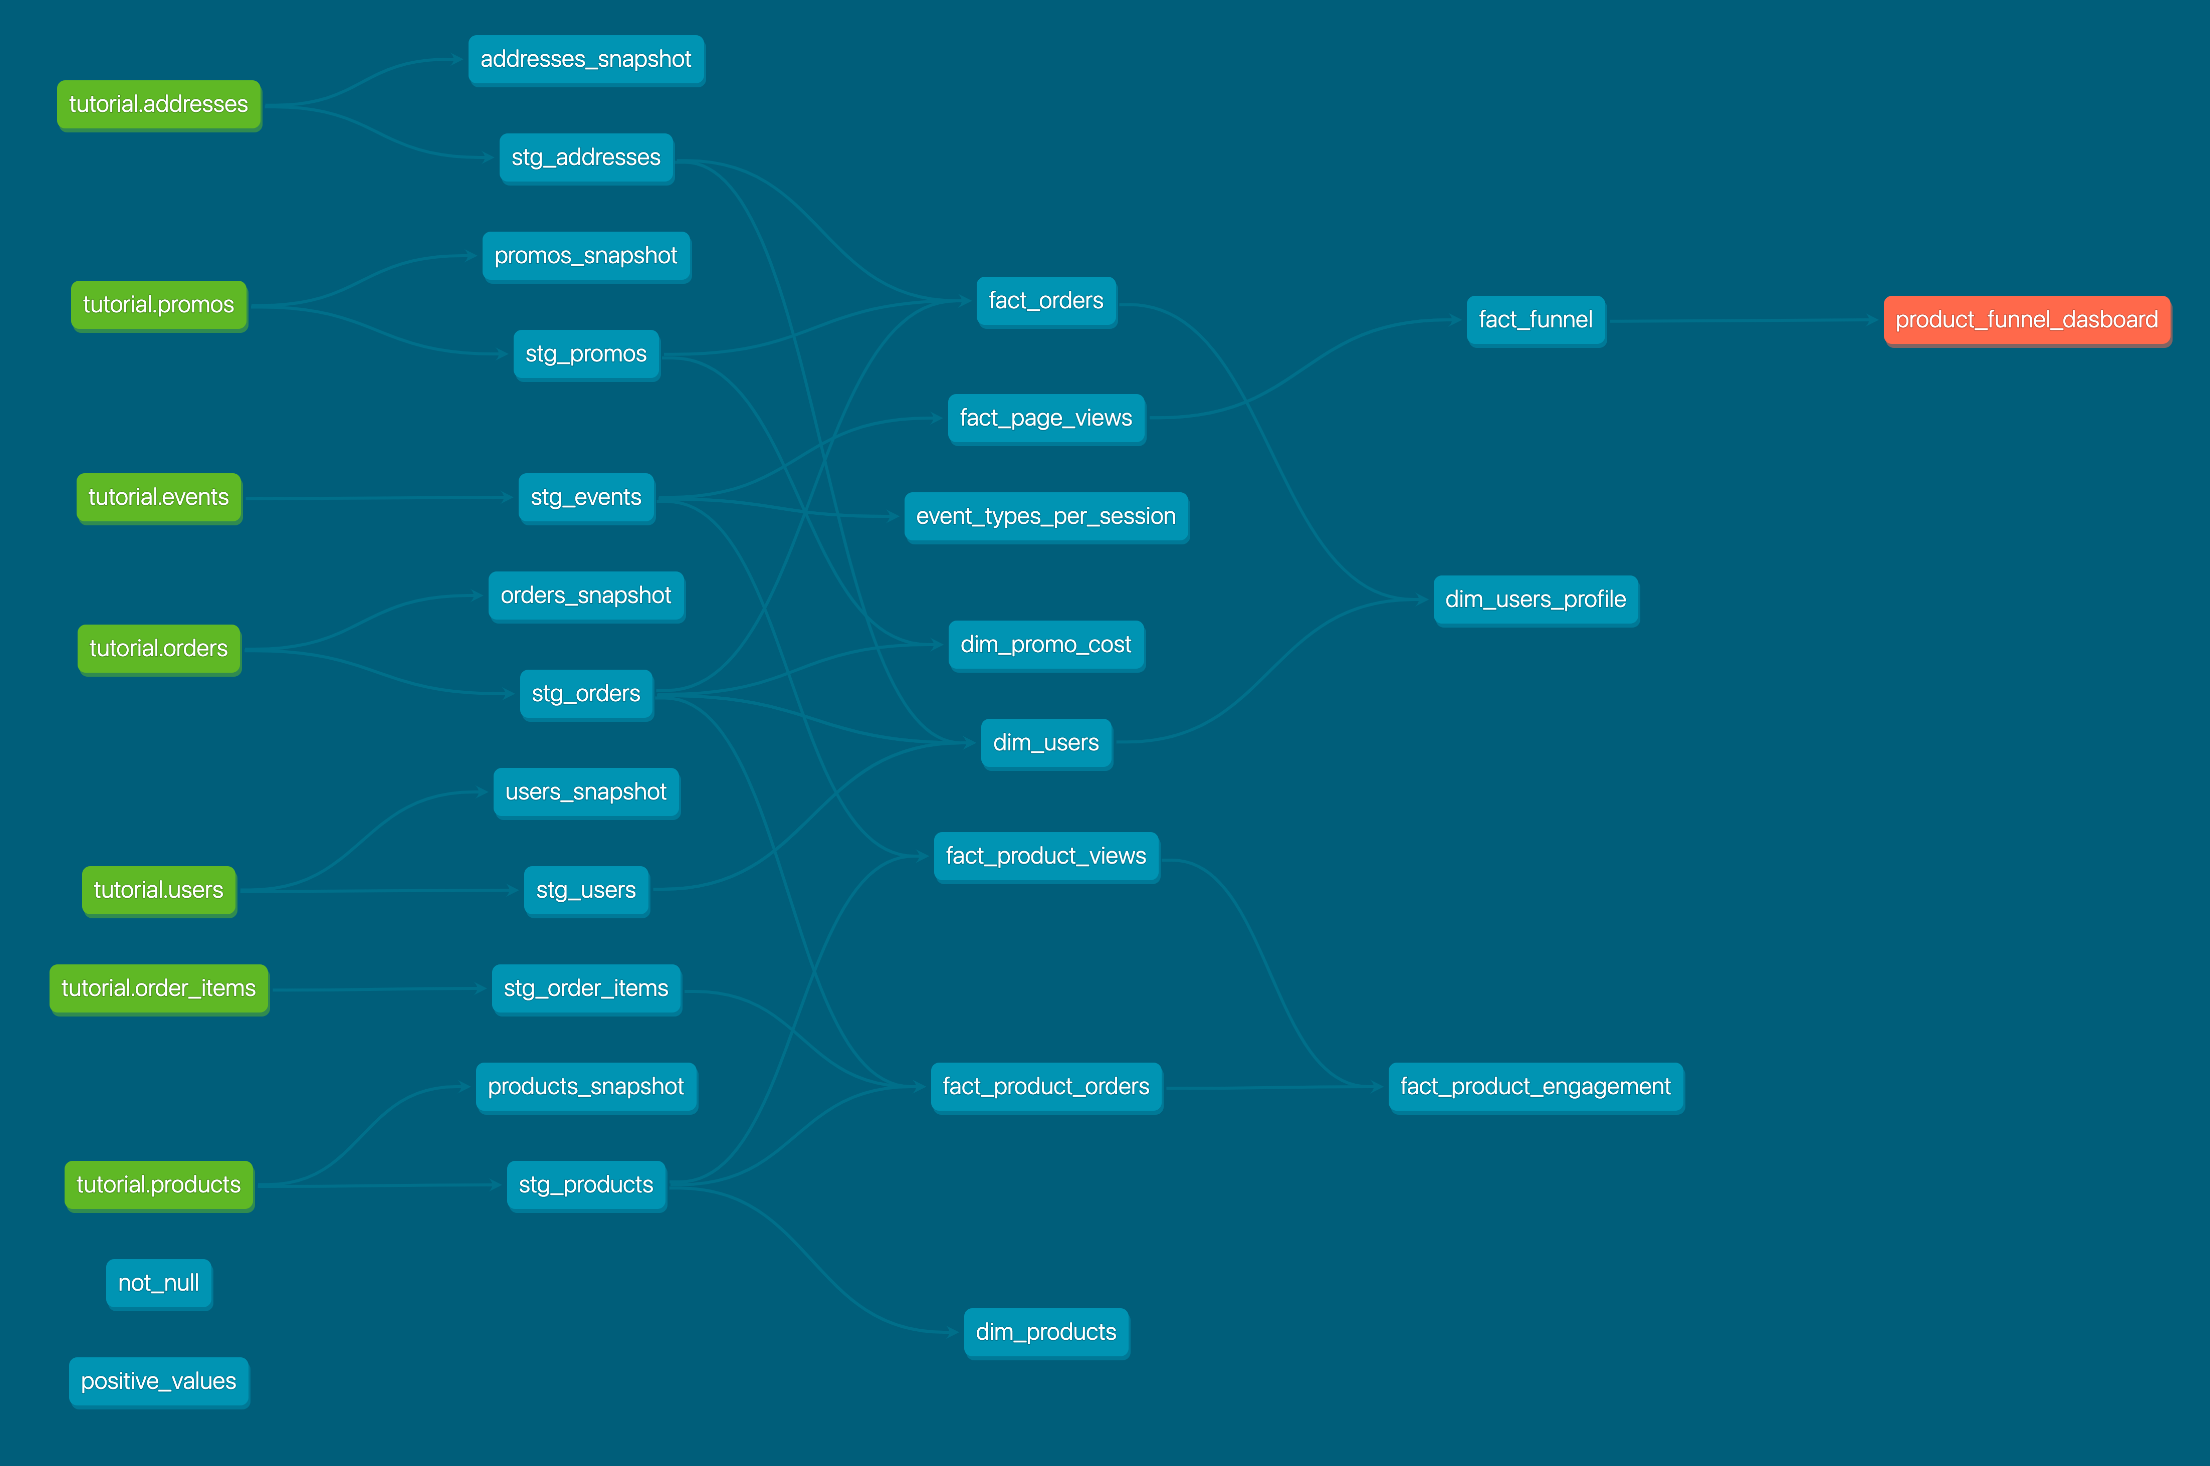 addresses_snapshot
tutorial.addresses
stg_addresses
promos_snapshot
tutorial.promos
stg_promos
fact_orders
fact_funnel
product_funnel_dasboard
fact_page_views
tutorial.events
stg_events
event_types_per_session
orders_snapshot
tutorial.orders
stg_orders
dim_promo_cost
dim_users_profile
dim_users
users_snapshot
tutorial.users
stg_users
fact_product_views
tutorial.order_items
stg_order_items
products_snapshot
fact_product_orders
fact_product_engagement
tutorial.products
stg_products
not_null
dim_products
positive_values